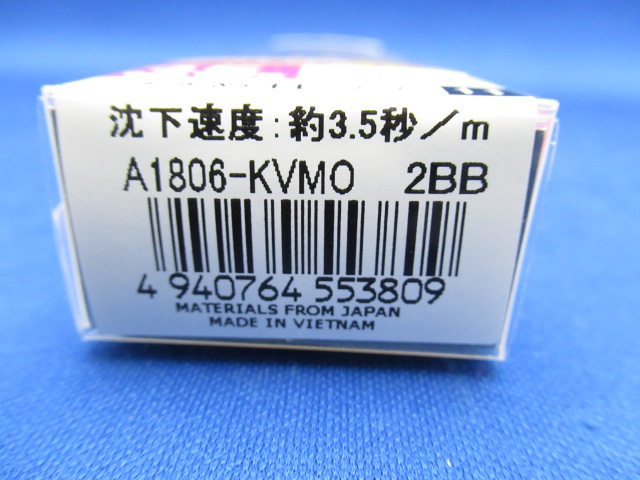 沈下速度:約3.5秒/m
A1806-KVMO 2BB
4 940764 553809
MATERIALS FROM JAPAN
MADE IN VIETNAM